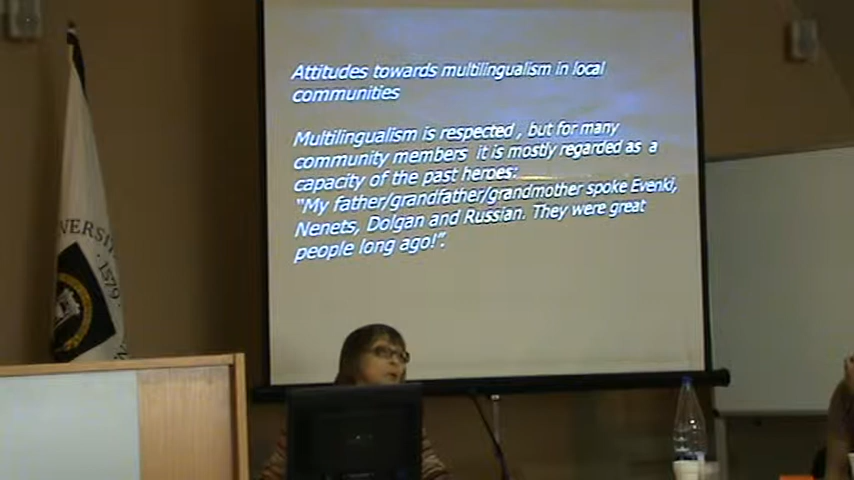 Attitudes towards multilingualism in local
communities
Multilingualism is respected , but for many
community members it is mostly regarded as a
capacity of the past heroes:
“My father/grandfather/grandmother spoke Evenki,
Nenets, Dolgan and Russian. They were great
people long ago!”.
VERSIT
1579